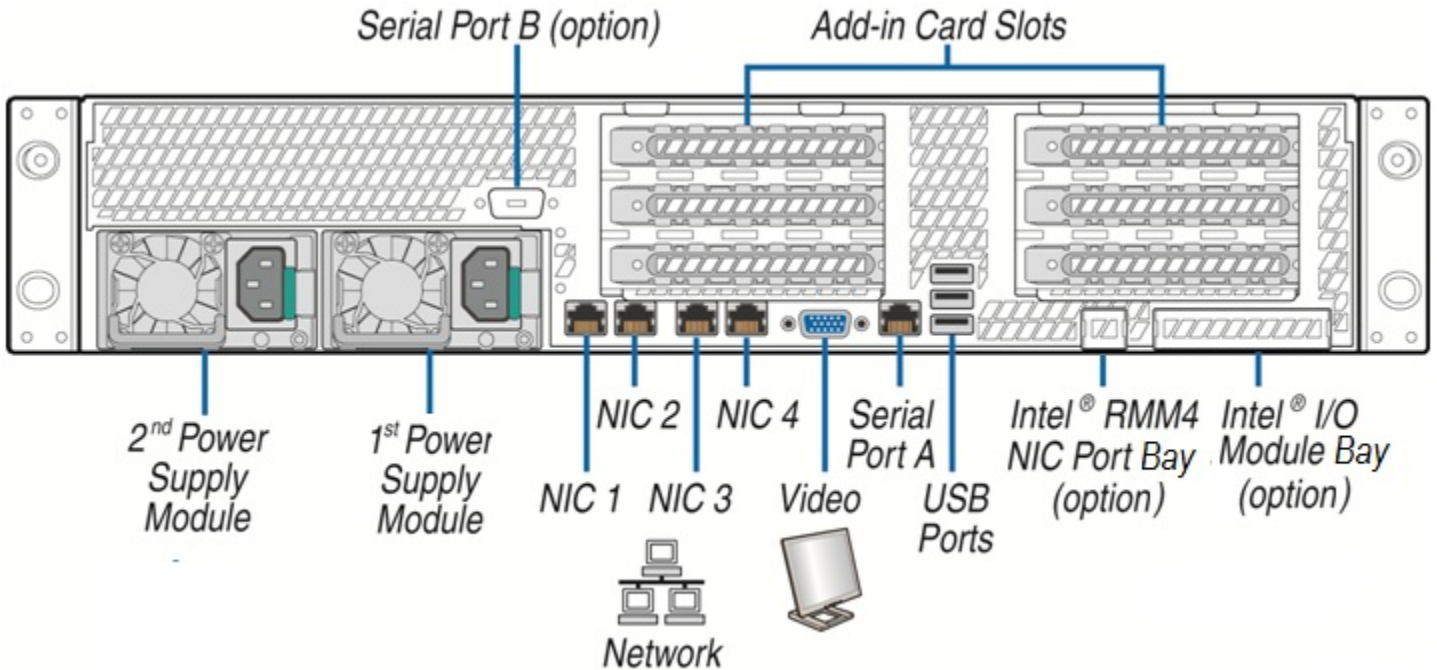 Serial Port B (option)
Add-in Card Slots
2nd Power
Supply
Module
1st Power
Supply
Module
NIC 1
NIC 2
NIC 3
NIC 4
Video
Serial
Port A
USB
Ports
Intel ® RMM4
NIC Port Bay
(option)
Intel ® I/O
Module Bay
(option)
Network